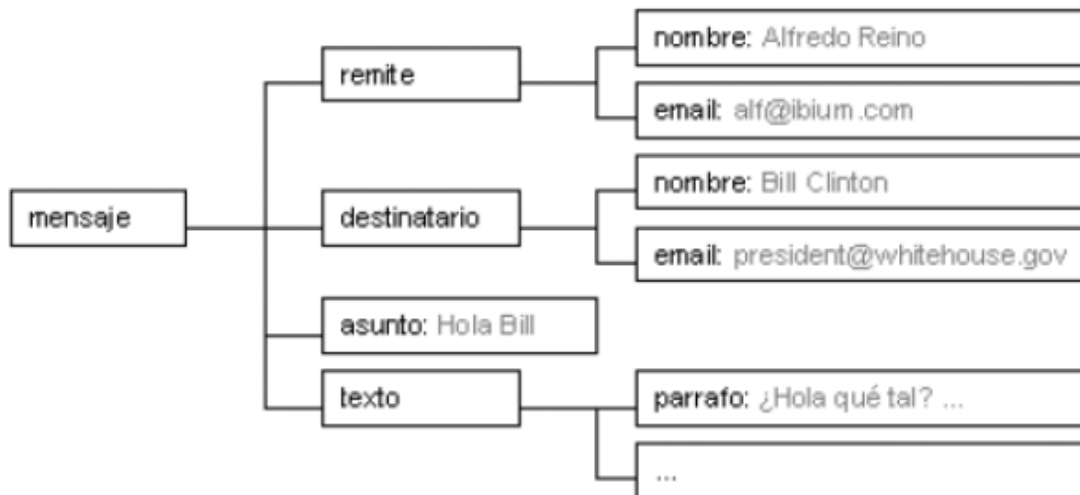 nombre: Alfredo Reino
remite
email: alf@ibium.com
nombre: Bill Clinton
mensaje
destinatario
email: president@whitehouse.gov
asunto: Hola Bill
texto
parrafo: ¿Hola qué tal? ...
...